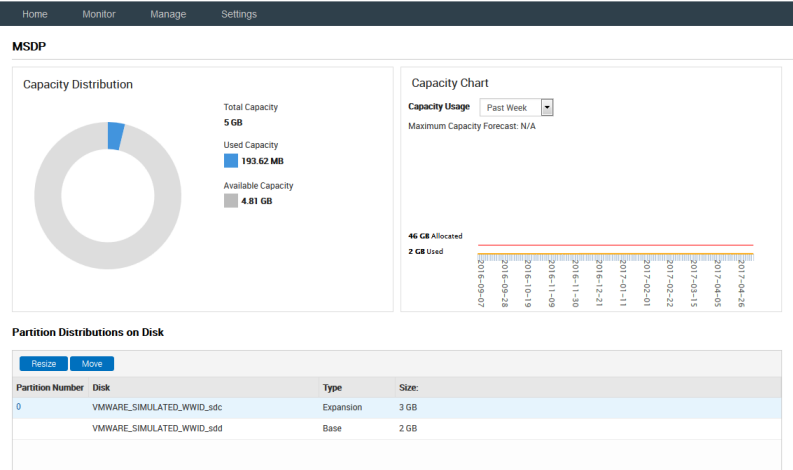 Home Monitor Manage Settings
MSDP
Capacity Distribution
Total Capacity
5 GB
Used Capacity
193.62 MB
Available Capacity
4.81 GB
Capacity Chart
Capacity Usage Past Week
Maximum Capacity Forecast: N/A
46 GB Allocated
2 GB Used
2016-09-07
2016-09-28
2016-10-19
2016-11-09
2016-11-30
2016-12-21
2017-01-11
2017-02-01
2017-02-22
2017-03-15
2017-04-05
2017-04-26
Partition Distributions on Disk
Resize Move
Partition Number Disk Type Size:
0 VMWARE_SIMULATED_WWID_sdc Expansion 3 GB
VMWARE_SIMULATED_WWID_sdd Base 2 GB